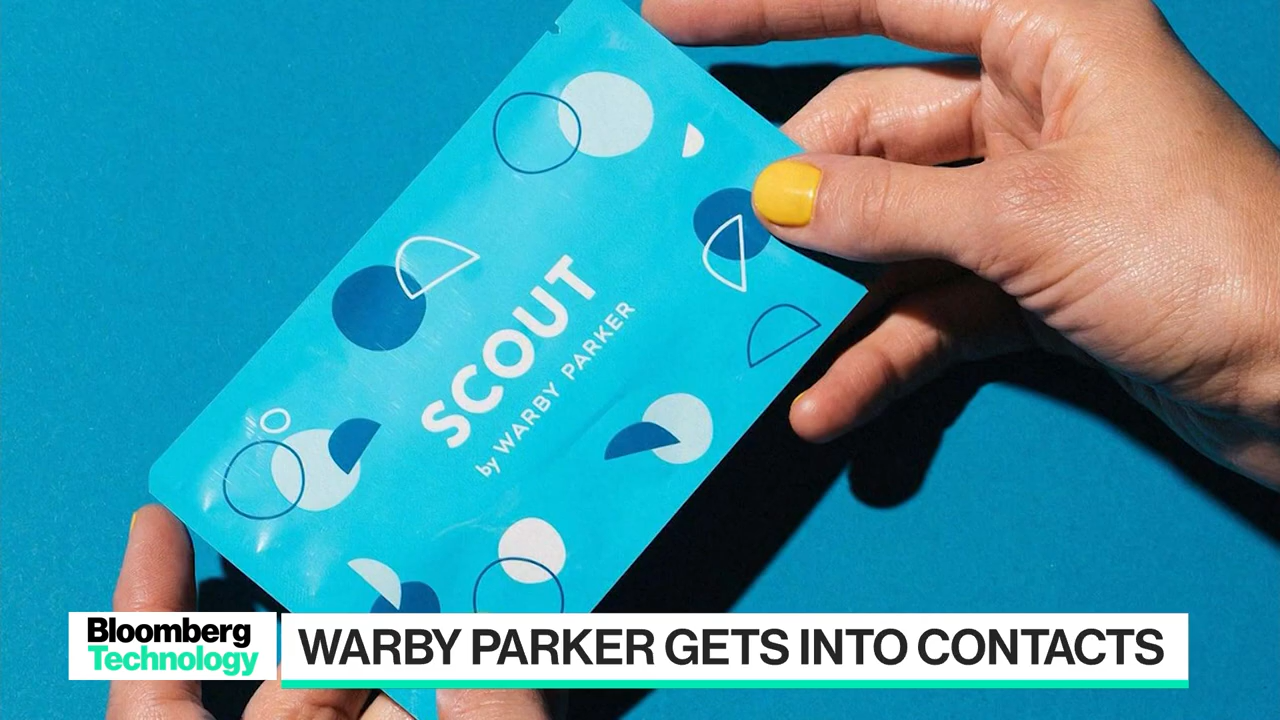 SCOUT
by WARBY PARKER
Bloomberg
Technology
WARBY PARKER GETS INTO CONTACTS